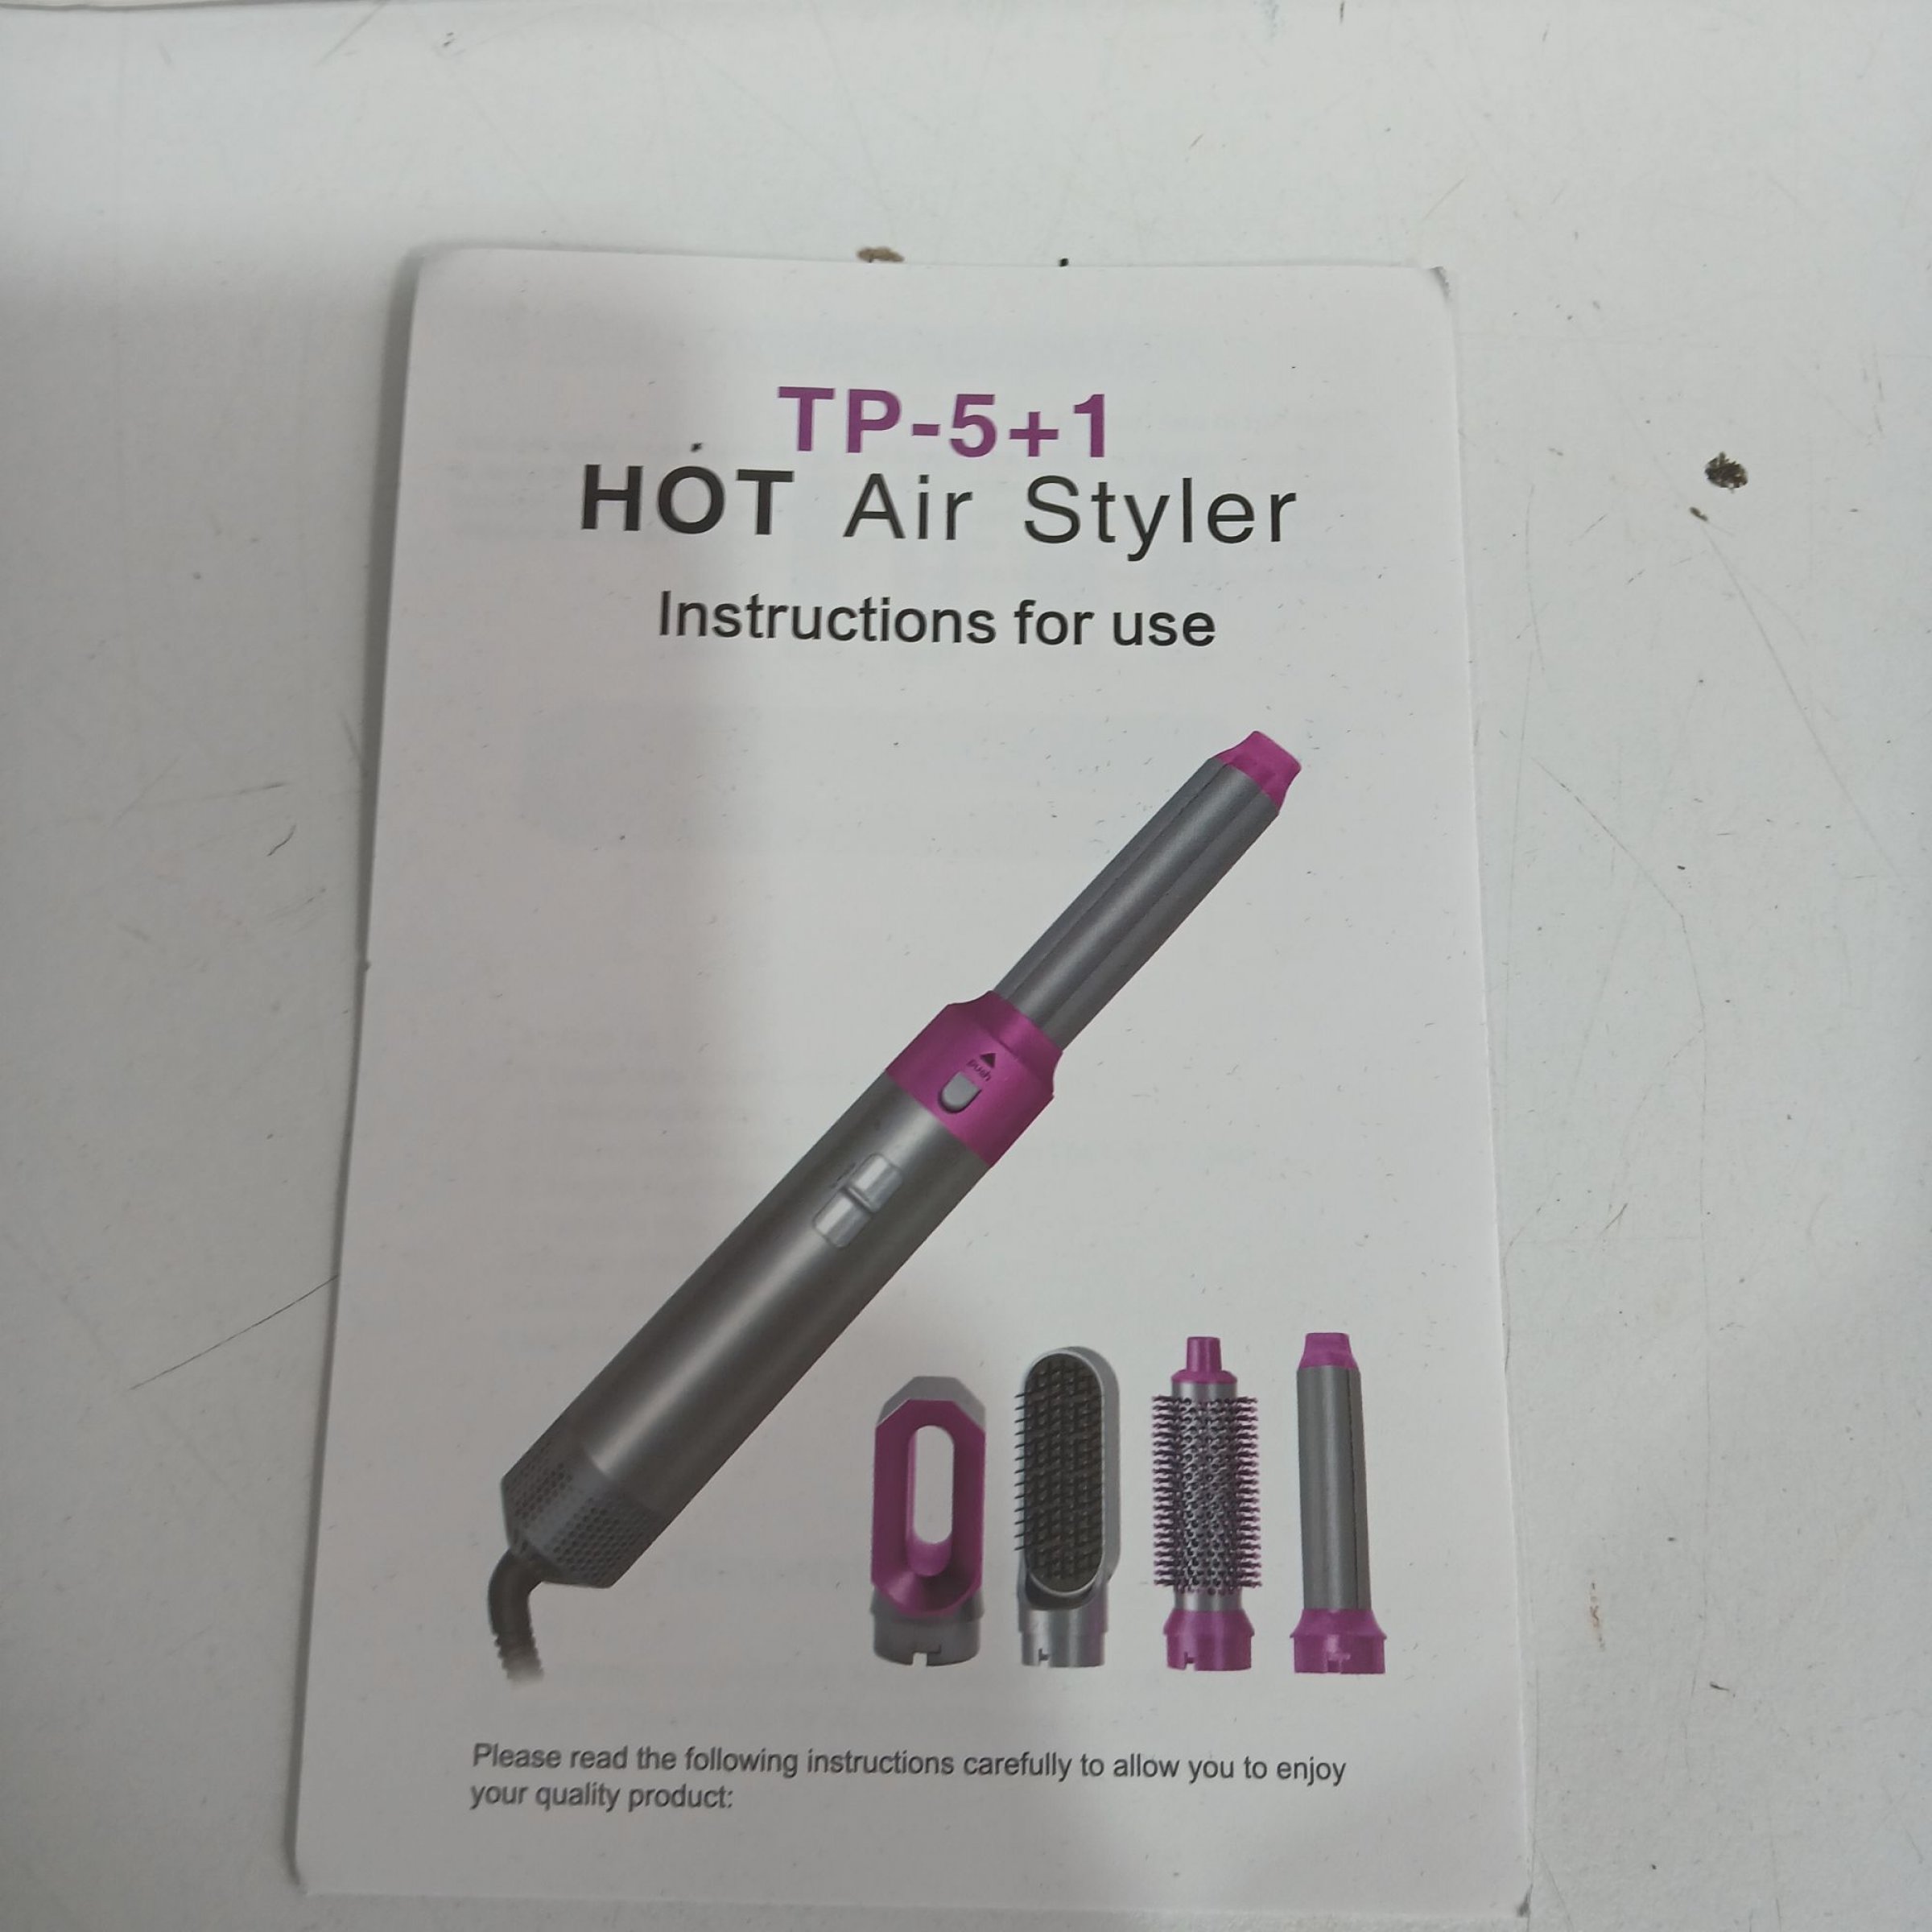 TP-5+1
HOT Air Styler
Instructions for use
push
Please read the following instructions carefully to allow you to enjoy
your quality product: